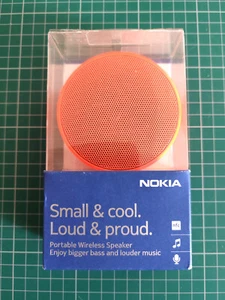 NOKIA
Small & cool.
Loud & proud.
Portable Wireless Speaker
Enjoy bigger bass and louder music